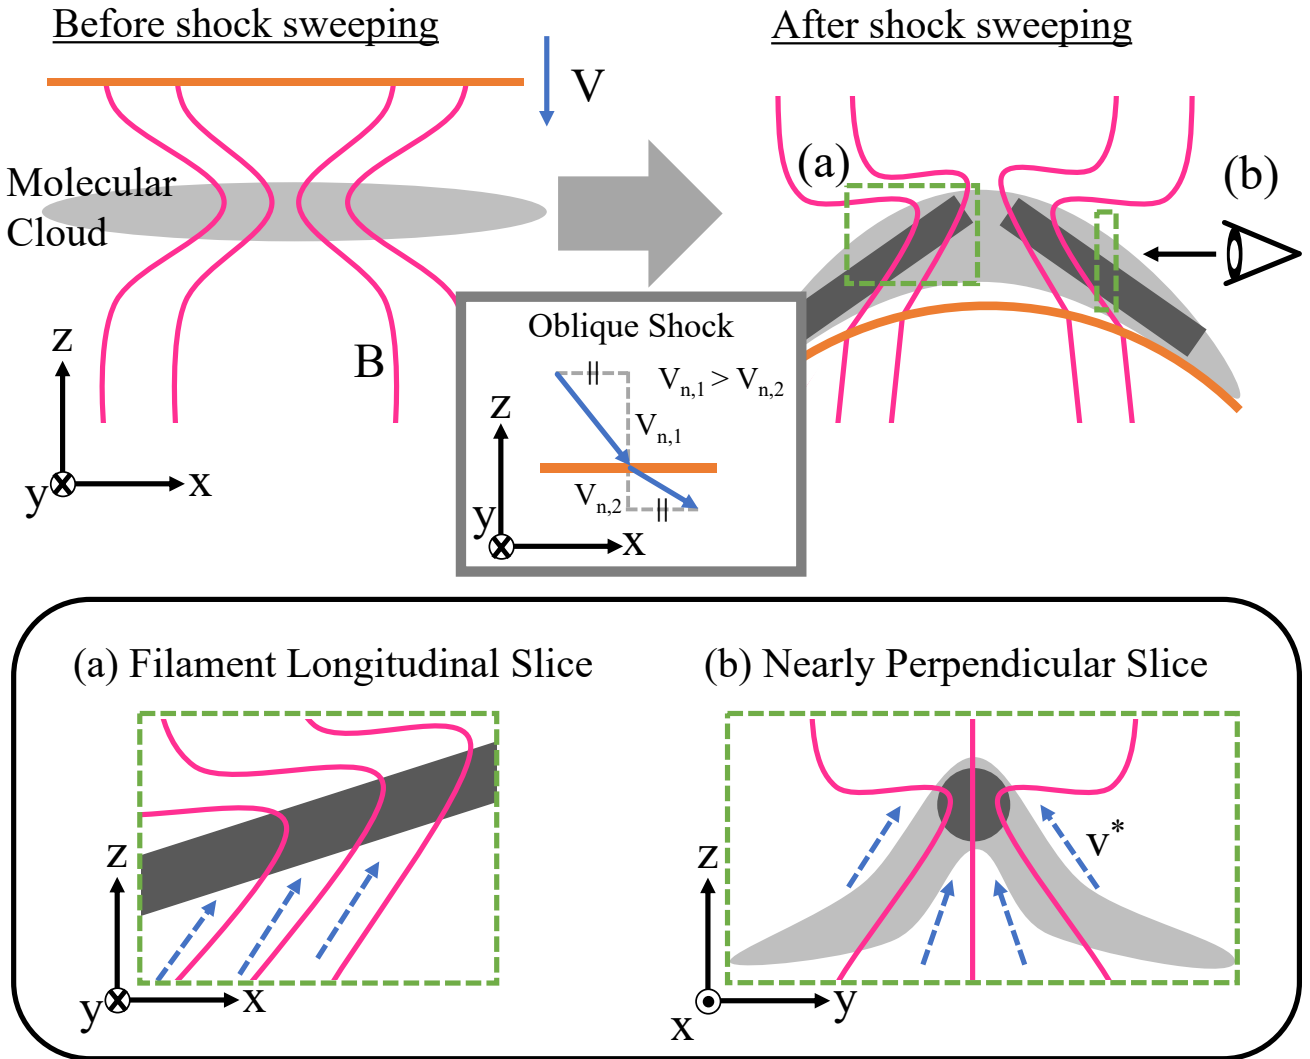 Before shock sweeping
After shock sweeping
V
Molecular
Cloud
(a)
(b)
B
z
y
x
Oblique Shock
V_{n,1} > V_{n,2}
z
V_{n,1}
V_{n,2}
y
x
(a) Filament Longitudinal Slice
(b) Nearly Perpendicular Slice
z
y
x
v*
z
x
y